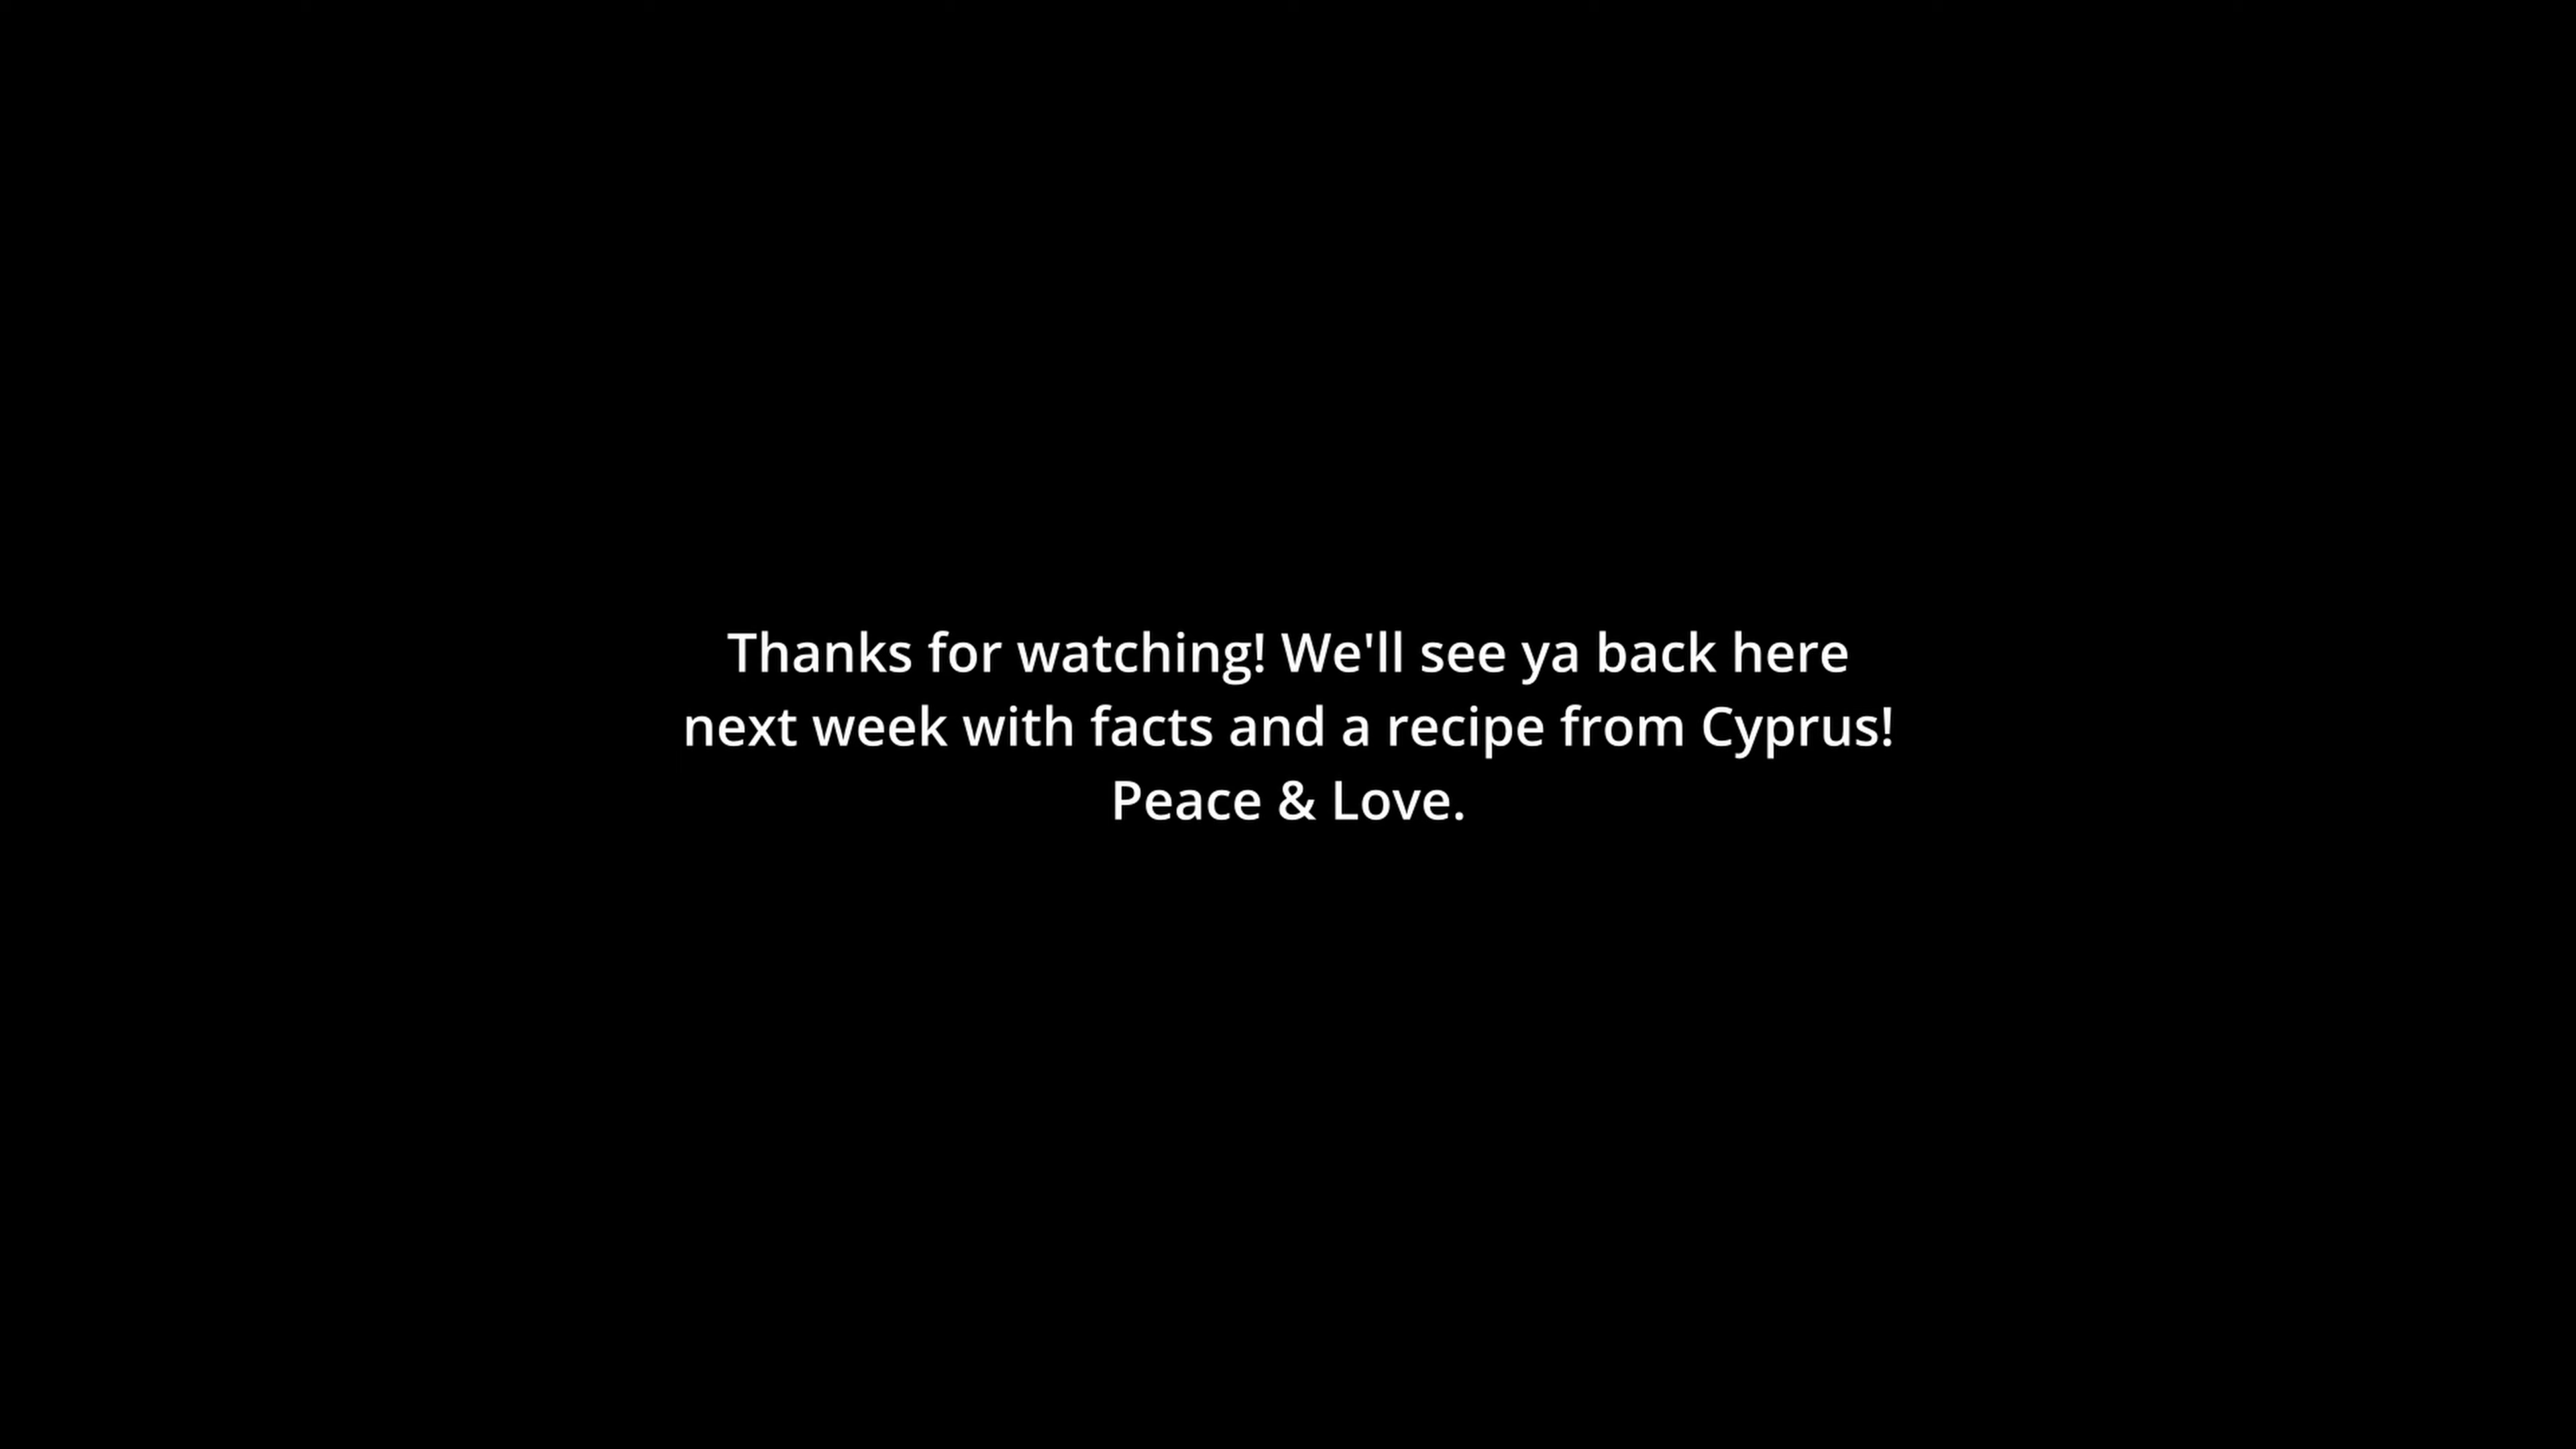 Thanks for watching! We'll see ya back here
next week with facts and a recipe from Cyprus!
Peace & Love.